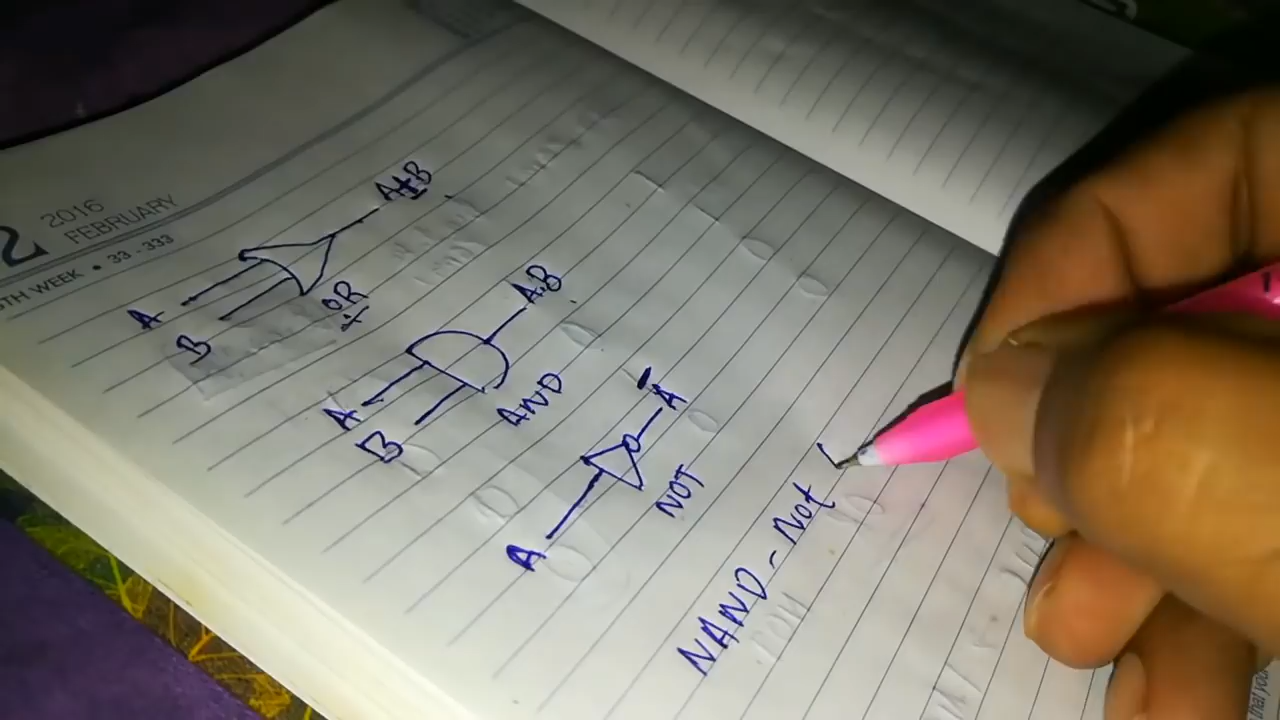 2016
FEBRUARY
TH WEEK • 33-333
A+B
A
B
OR
+
A.B
A
B
AND
Ā
A
NOT
NAND - Not